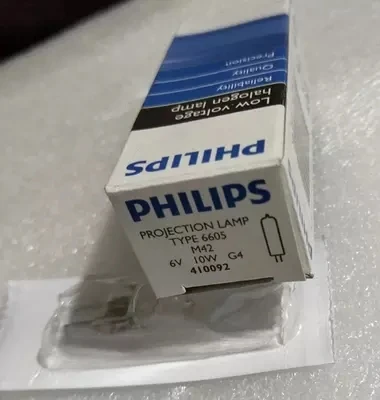 Precision
Quality
Reliability
Low voltage
halogen lamp
PHILIPS
PHILIPS
PROJECTION LAMP
TYPE 6605
M42
6V 10W G4
410092